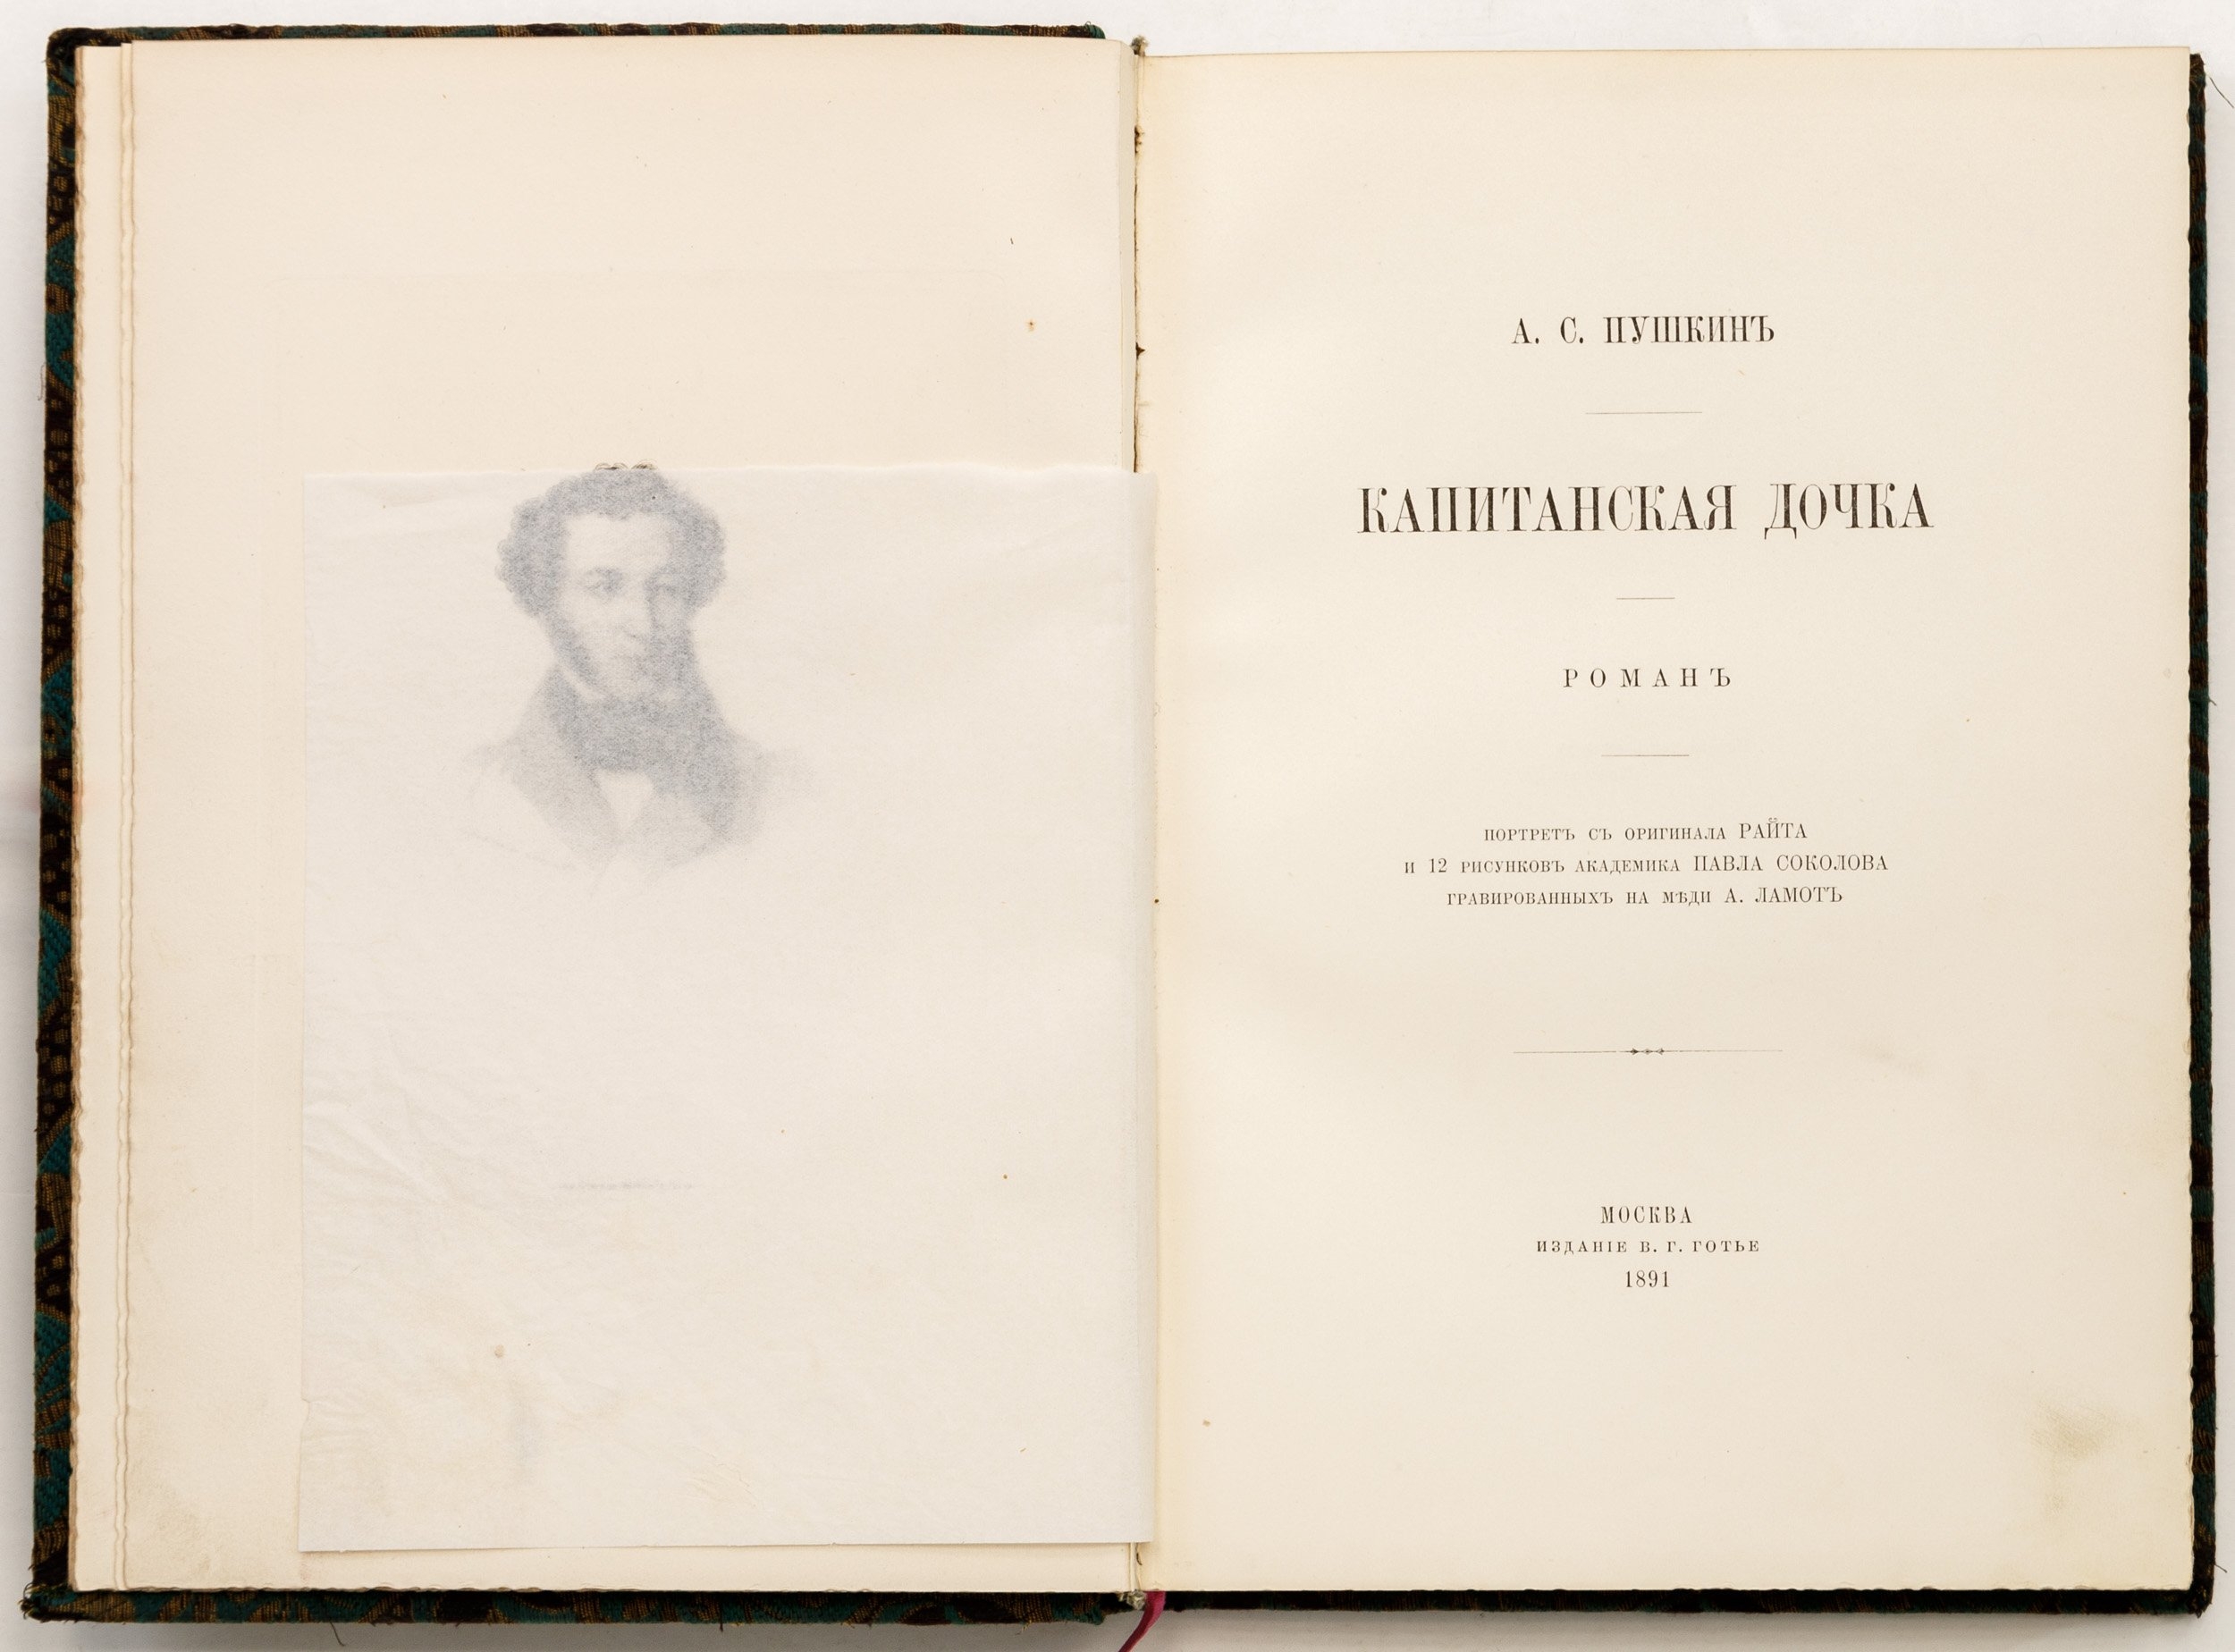 А. С. ПУШКИНЪ
КАПИТАНСКАЯ ДОЧКА
РОМАНЪ
ПОРТРЕТЪ СЪ ОРИГИНАЛА РАЙТА
И 12 РИСУНКОВЪ АКАДЕМИКА ПАВЛА СОКОЛОВА
ГРАВИРОВАННЫХЪ НА МѢДИ А. ЛАМОТЪ
МОСКВА
ИЗДАНІЕ В. Г. ГОТЬЕ
1891